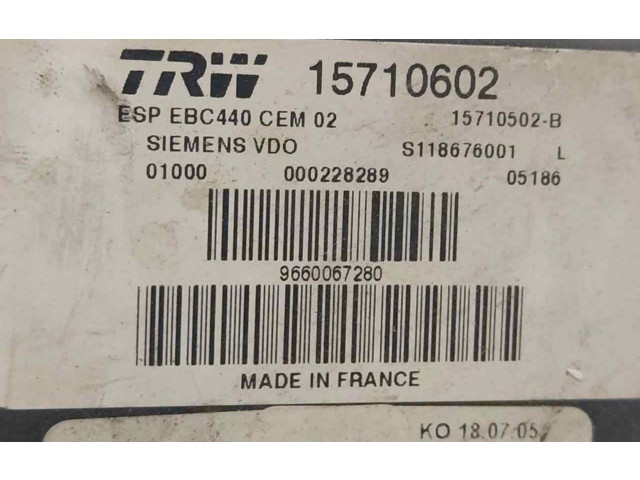 TRW 15710602
ESP EBC440 CEM 02 15710502-B
SIEMENS VDO S118676001 L
01000 000228289 05186
9660067280
MADE IN FRANCE
KO 18.07.05